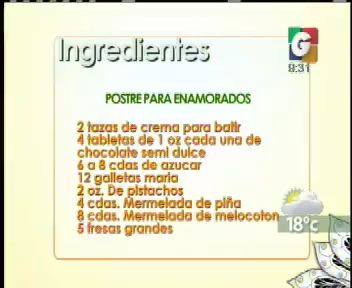 Ingredientes
G
8:31
POSTRE PARA ENAMORADOS
2 tazas de crema para batir
4 tabletas de 1 oz cada una de
chocolate semi dulce
6 a 8 cdas de azucar
12 galletas maria
2 oz. De pistachos
4 cdas. Mermelada de piña
8 cdas. Mermelada de melocoton
5 fresas grandes
18°c